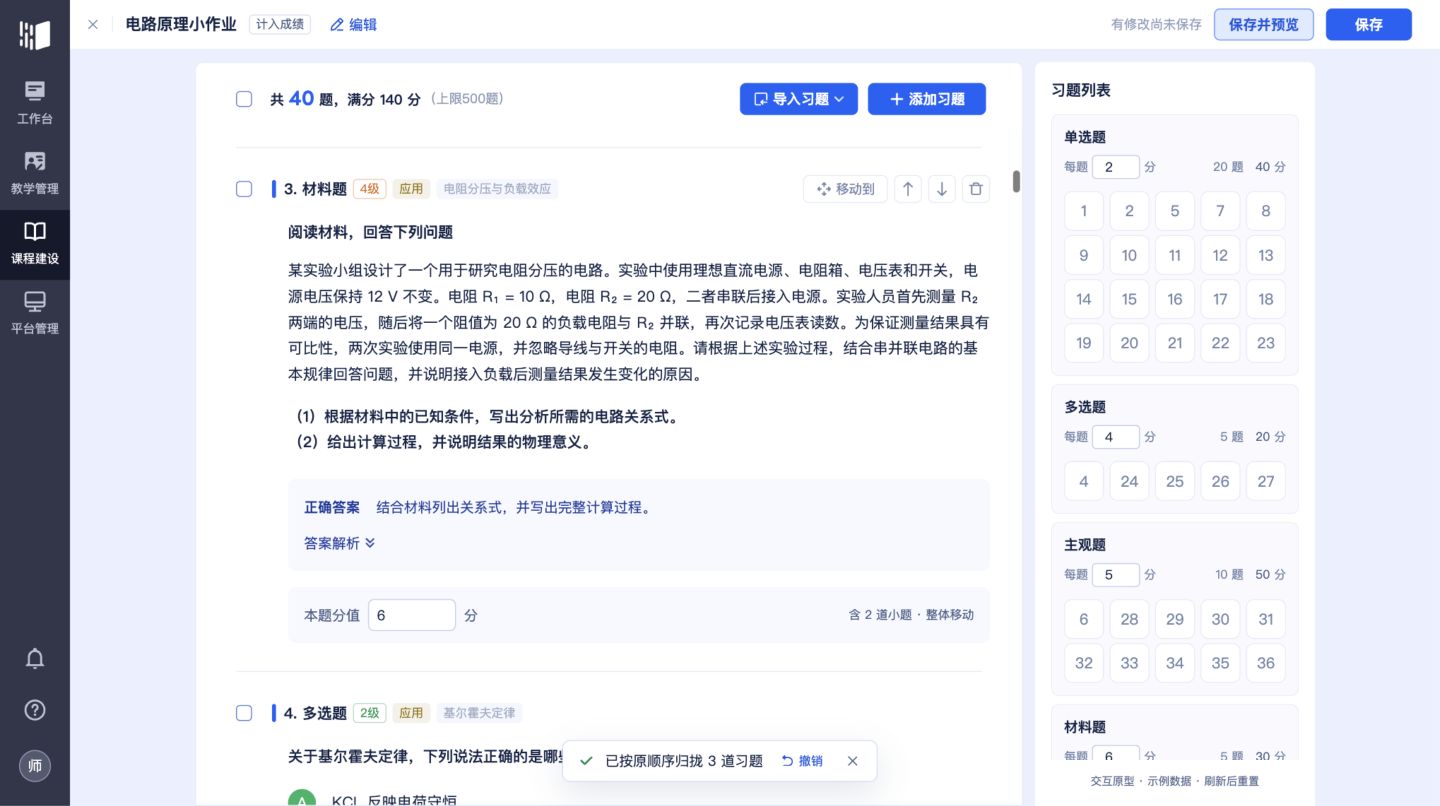 电路原理小作业 计入成绩 编辑
有修改尚未保存 保存并预览 保存
工作台
教学管理
课程建设
平台管理
师
共 40 题，满分 140 分 （上限500题）
导入习题 添加习题
3. 材料题 4级 应用 电阻分压与负载效应
移动到
阅读材料，回答下列问题
某实验小组设计了一个用于研究电阻分压的电路。实验中使用理想直流电源、电阻箱、电压表和开关，电
源电压保持 12 V 不变。电阻 R₁ = 10 Ω，电阻 R₂ = 20 Ω，二者串联后接入电源。实验人员首先测量 R₂
两端的电压，随后将一个阻值为 20 Ω 的负载电阻与 R₂ 并联，再次记录电压表读数。为保证测量结果具有
可比性，两次实验使用同一电源，并忽略导线与开关的电阻。请根据上述实验过程，结合串并联电路的基
本规律回答问题，并说明接入负载后测量结果发生变化的原因。
（1）根据材料中的已知条件，写出分析所需的电路关系式。
（2）给出计算过程，并说明结果的物理意义。
正确答案 结合材料列出关系式，并写出完整计算过程。
答案解析
本题分值 6 分
含 2 道小题 · 整体移动
4. 多选题 2级 应用 基尔霍夫定律
关于基尔霍夫定律，下列说法正确的是哪
A KCL 反映电荷守恒
已按原顺序归拢 3 道习题 撤销
习题列表
单选题
每题 2 分 20 题 40 分
1 2 5 7 8
9 10 11 12 13
14 15 16 17 18
19 20 21 22 23
多选题
每题 4 分 5 题 20 分
4 24 25 26 27
主观题
每题 5 分 10 题 50 分
6 28 29 30 31
32 33 34 35 36
材料题
每题 6 分 5 题 30 分
交互原型 · 示例数据 · 刷新后重置